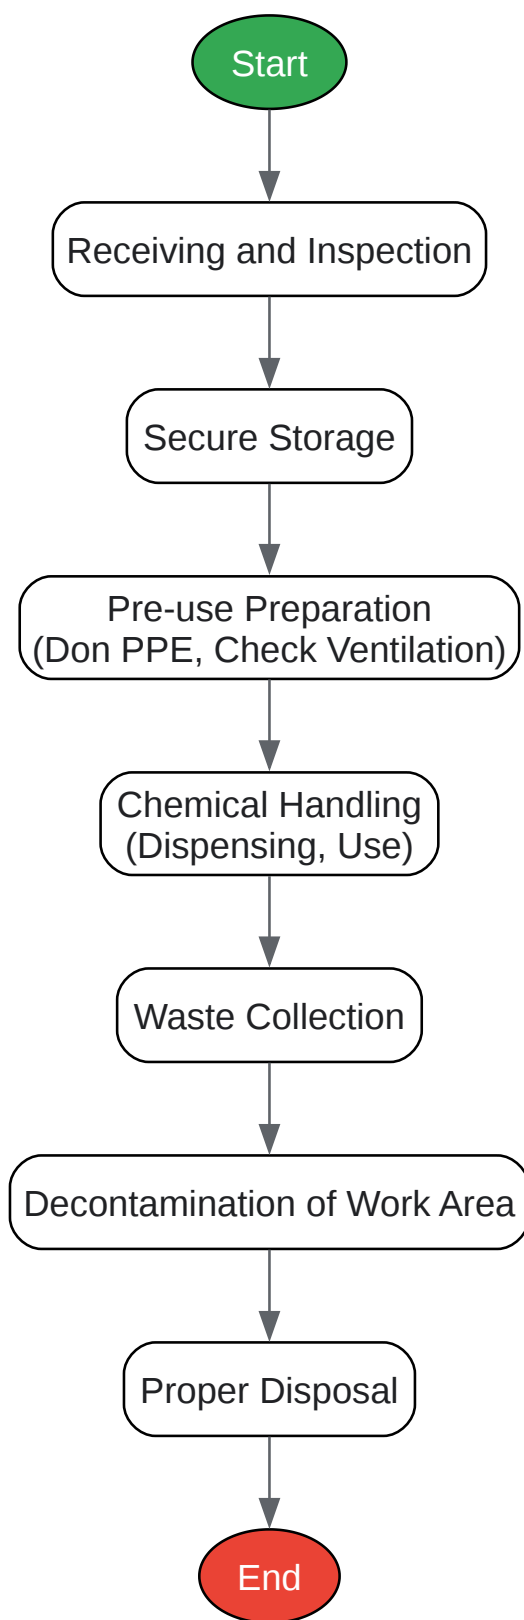 Start
Receiving and Inspection
Secure Storage
Pre-use Preparation
(Don PPE, Check Ventilation)
Chemical Handling
(Dispensing, Use)
Waste Collection
Decontamination of Work Area
Proper Disposal
End